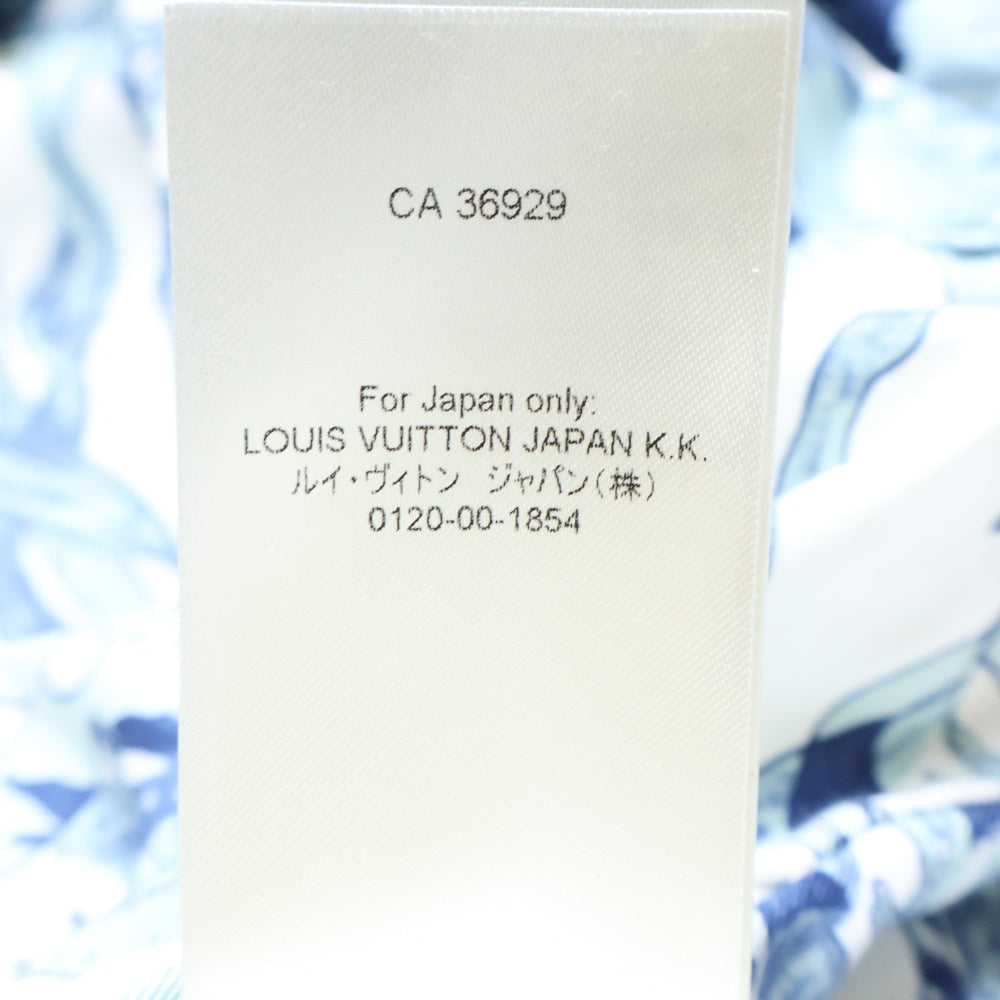 CA 36929
For Japan only:
LOUIS VUITTON JAPAN K.K.
ルイ・ヴィトン　ジャパン(株)
0120-00-1854